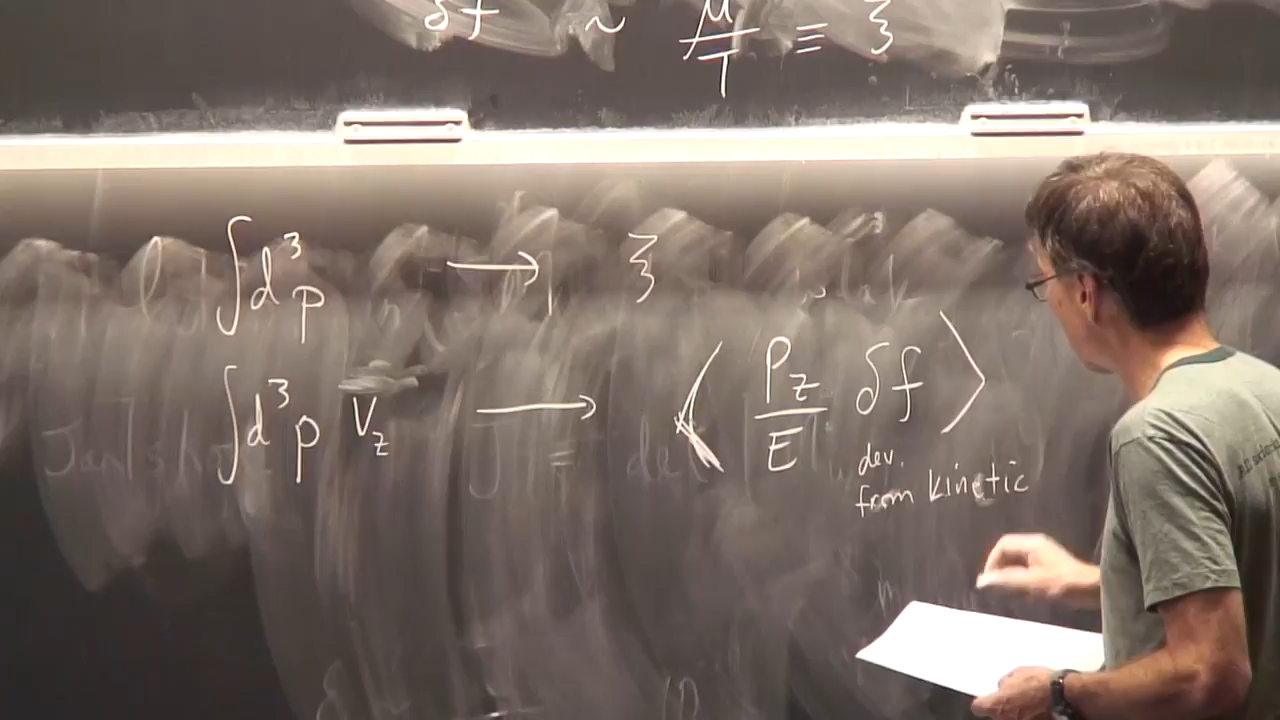 δf ~ μ/T ≡ ξ
∫d³p → ξ
∫d³p V_z → ⟨ P_z/E δf ⟩
dev.
from kinetic